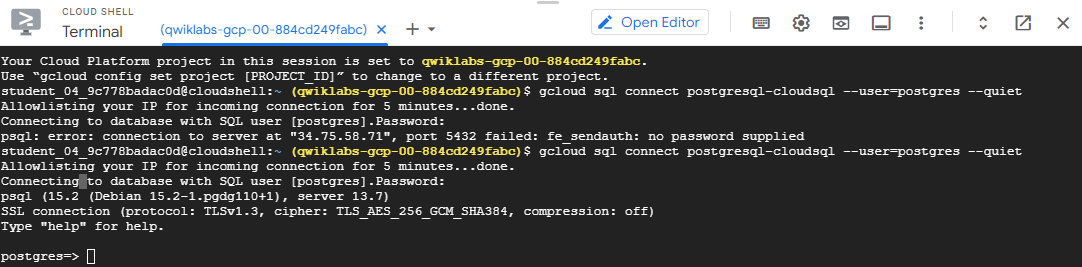 CLOUD SHELL
Terminal
(qwiklabs-gcp-00-884cd249fabc)
Open Editor
Your Cloud Platform project in this session is set to qwiklabs-gcp-00-884cd249fabc.
Use “gcloud config set project [PROJECT_ID]” to change to a different project.
student_04_9c778badac0d@cloudshell:~ (qwiklabs-gcp-00-884cd249fabc)$ gcloud sql connect postgresql-cloudsql --user=postgres --quiet
Allowlisting your IP for incoming connection for 5 minutes...done.
Connecting to database with SQL user [postgres].Password:
psql: error: connection to server at "34.75.58.71", port 5432 failed: fe_sendauth: no password supplied
student_04_9c778badac0d@cloudshell:~ (qwiklabs-gcp-00-884cd249fabc)$ gcloud sql connect postgresql-cloudsql --user=postgres --quiet
Allowlisting your IP for incoming connection for 5 minutes...done.
Connecting to database with SQL user [postgres].Password:
psql (15.2 (Debian 15.2-1.pgdg110+1), server 13.7)
SSL connection (protocol: TLSv1.3, cipher: TLS_AES_256_GCM_SHA384, compression: off)
Type "help" for help.
postgres=>